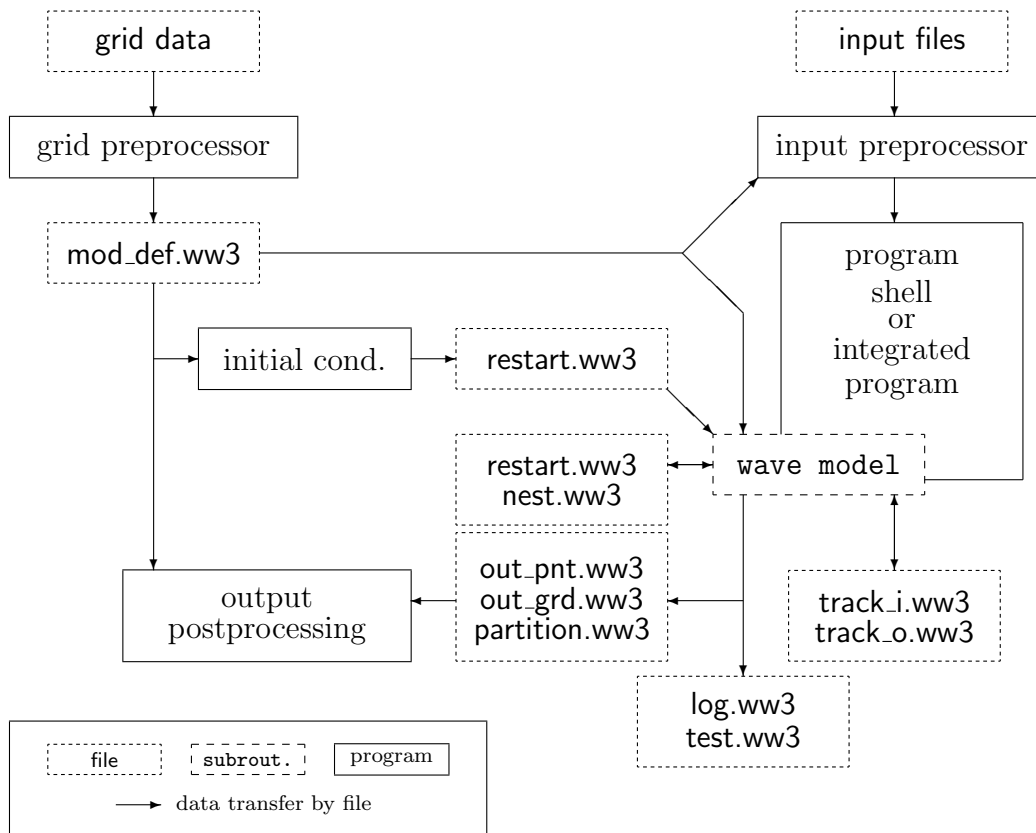 grid data
input files
grid preprocessor
input preprocessor
mod_def.ww3
program
shell
or
integrated
program
initial cond.
restart.ww3
restart.ww3
nest.ww3
wave model
out_pnt.ww3
out_grd.ww3
partition.ww3
output
postprocessing
track_i.ww3
track_o.ww3
log.ww3
test.ww3
file
subrout.
program
data transfer by file